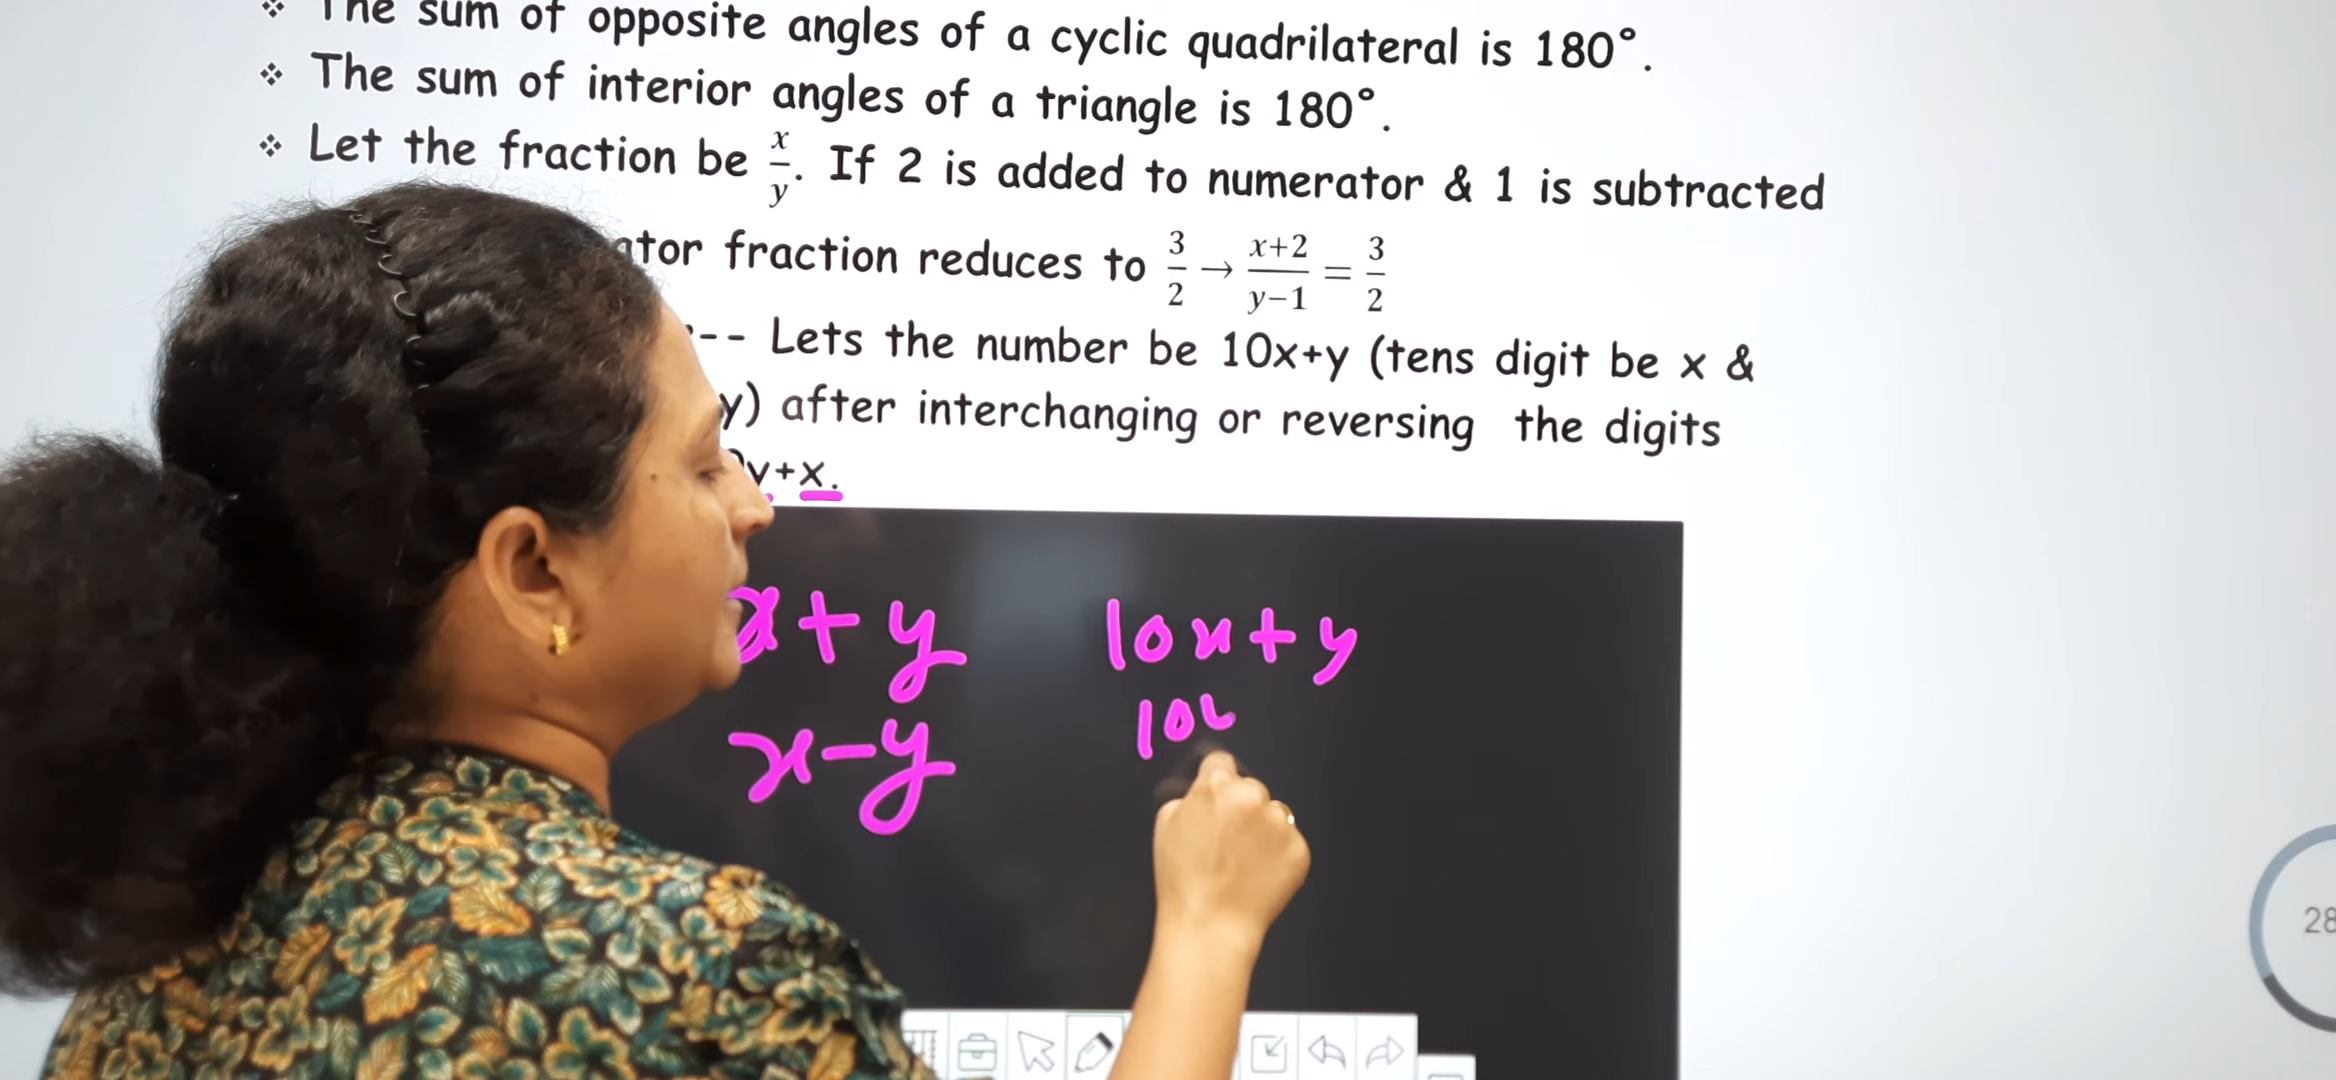 ❖ The sum of opposite angles of a cyclic quadrilateral is 180°.
❖ The sum of interior angles of a triangle is 180°.
❖ Let the fraction be x/y. If 2 is added to numerator & 1 is subtracted
fraction reduces to 3/2 → x+2/y−1 = 3/2
-- Lets the number be 10x+y (tens digit be x &
y) after interchanging or reversing the digits
y+x.
x+y 10x+y
x-y 10
28